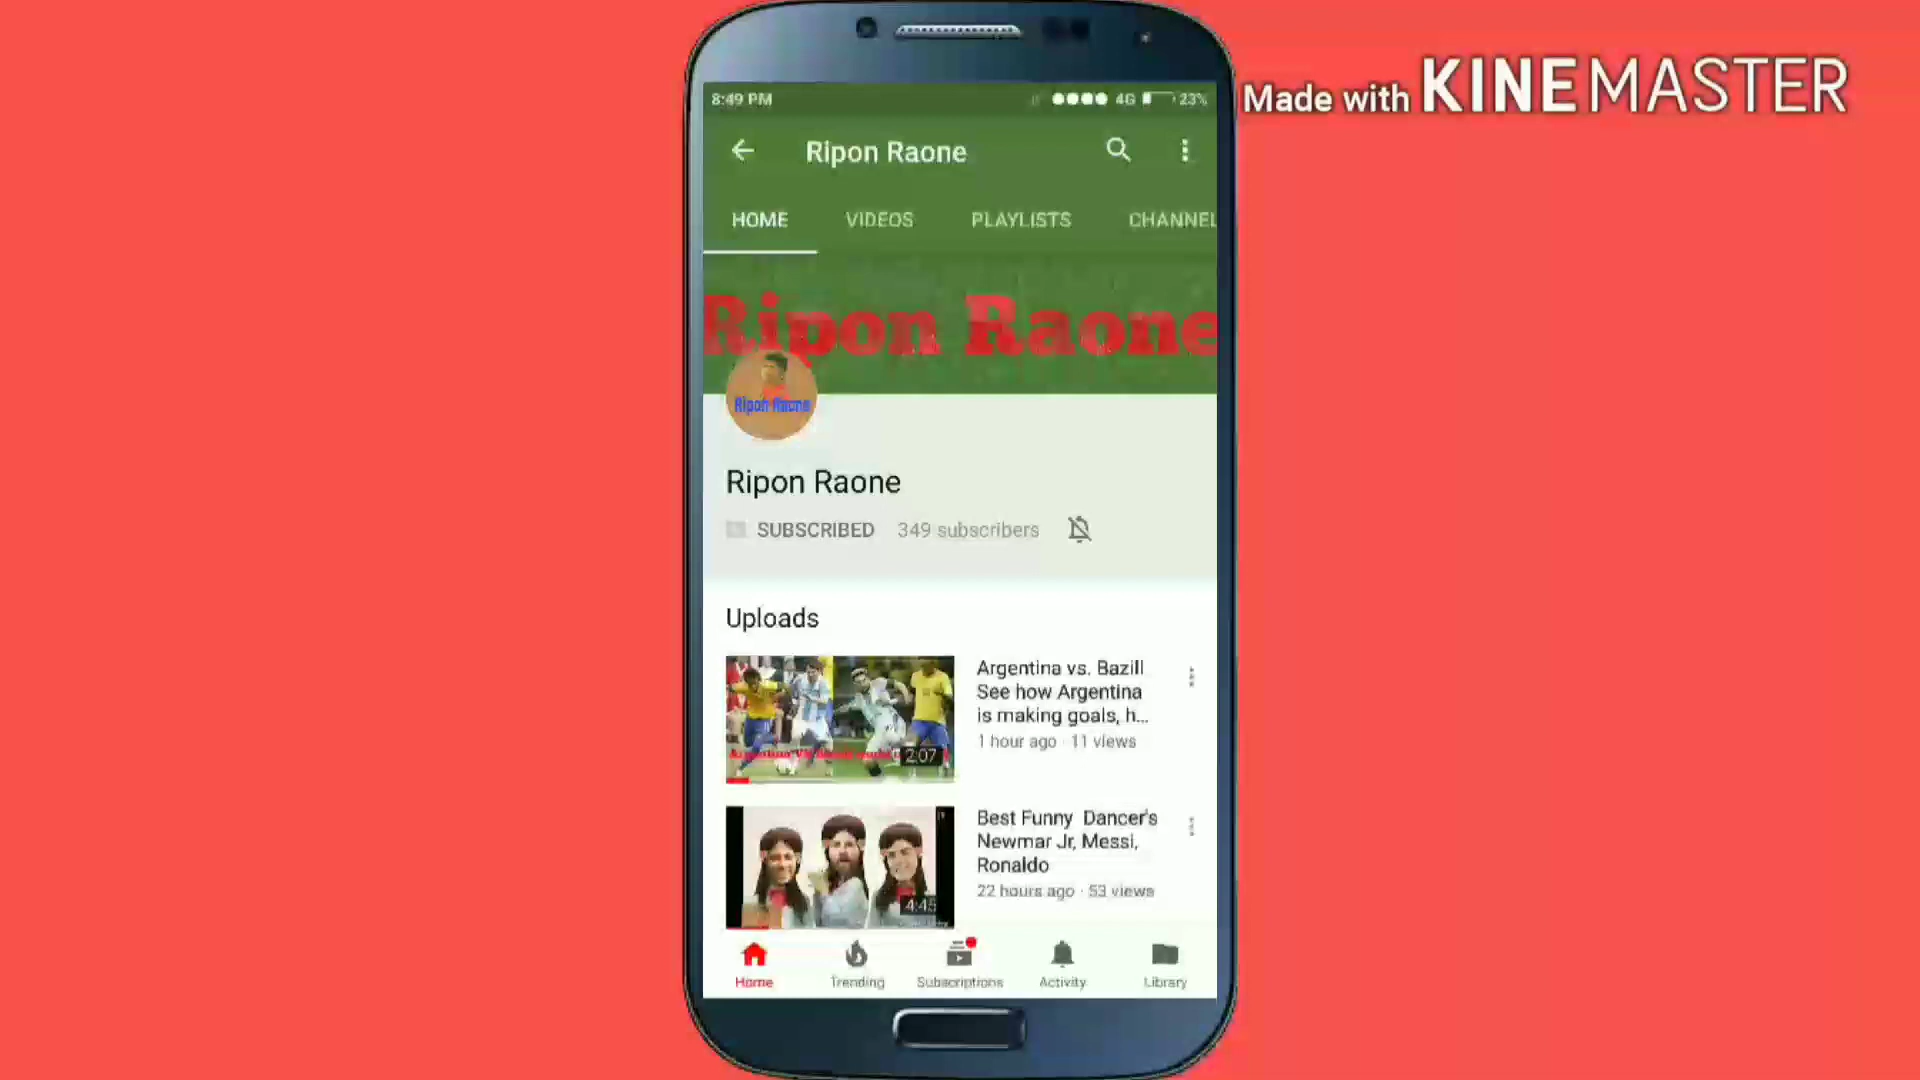 Made with KINEMASTER
8:49 PM
4G
23%
Ripon Raone
HOME
VIDEOS
PLAYLISTS
CHANNEL
Ripon Raone
Ripon Raone
Ripon Raone
SUBSCRIBED
349 subscribers
Uploads
Argentina vs. Bazill
See how Argentina
is making goals, h...
1 hour ago · 11 views
2:07
Best Funny Dancer's
Newmar Jr, Messi,
Ronaldo
22 hours ago · 53 views
4:45
Home
Trending
Subscriptions
Activity
Library